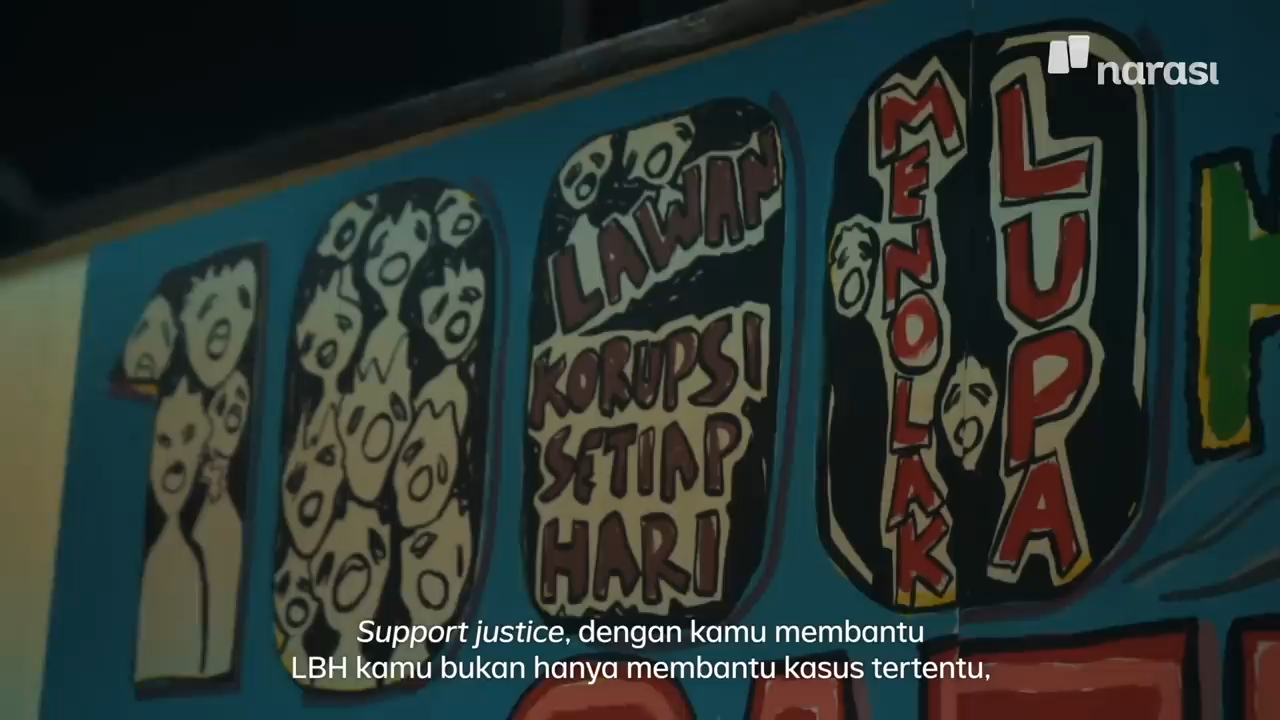 narasi
1000 H
LAWAN
KORUPSI
SETIAP
HARI
MENOLAK
LUPA
Support justice, dengan kamu membantu
LBH kamu bukan hanya membantu kasus tertentu,